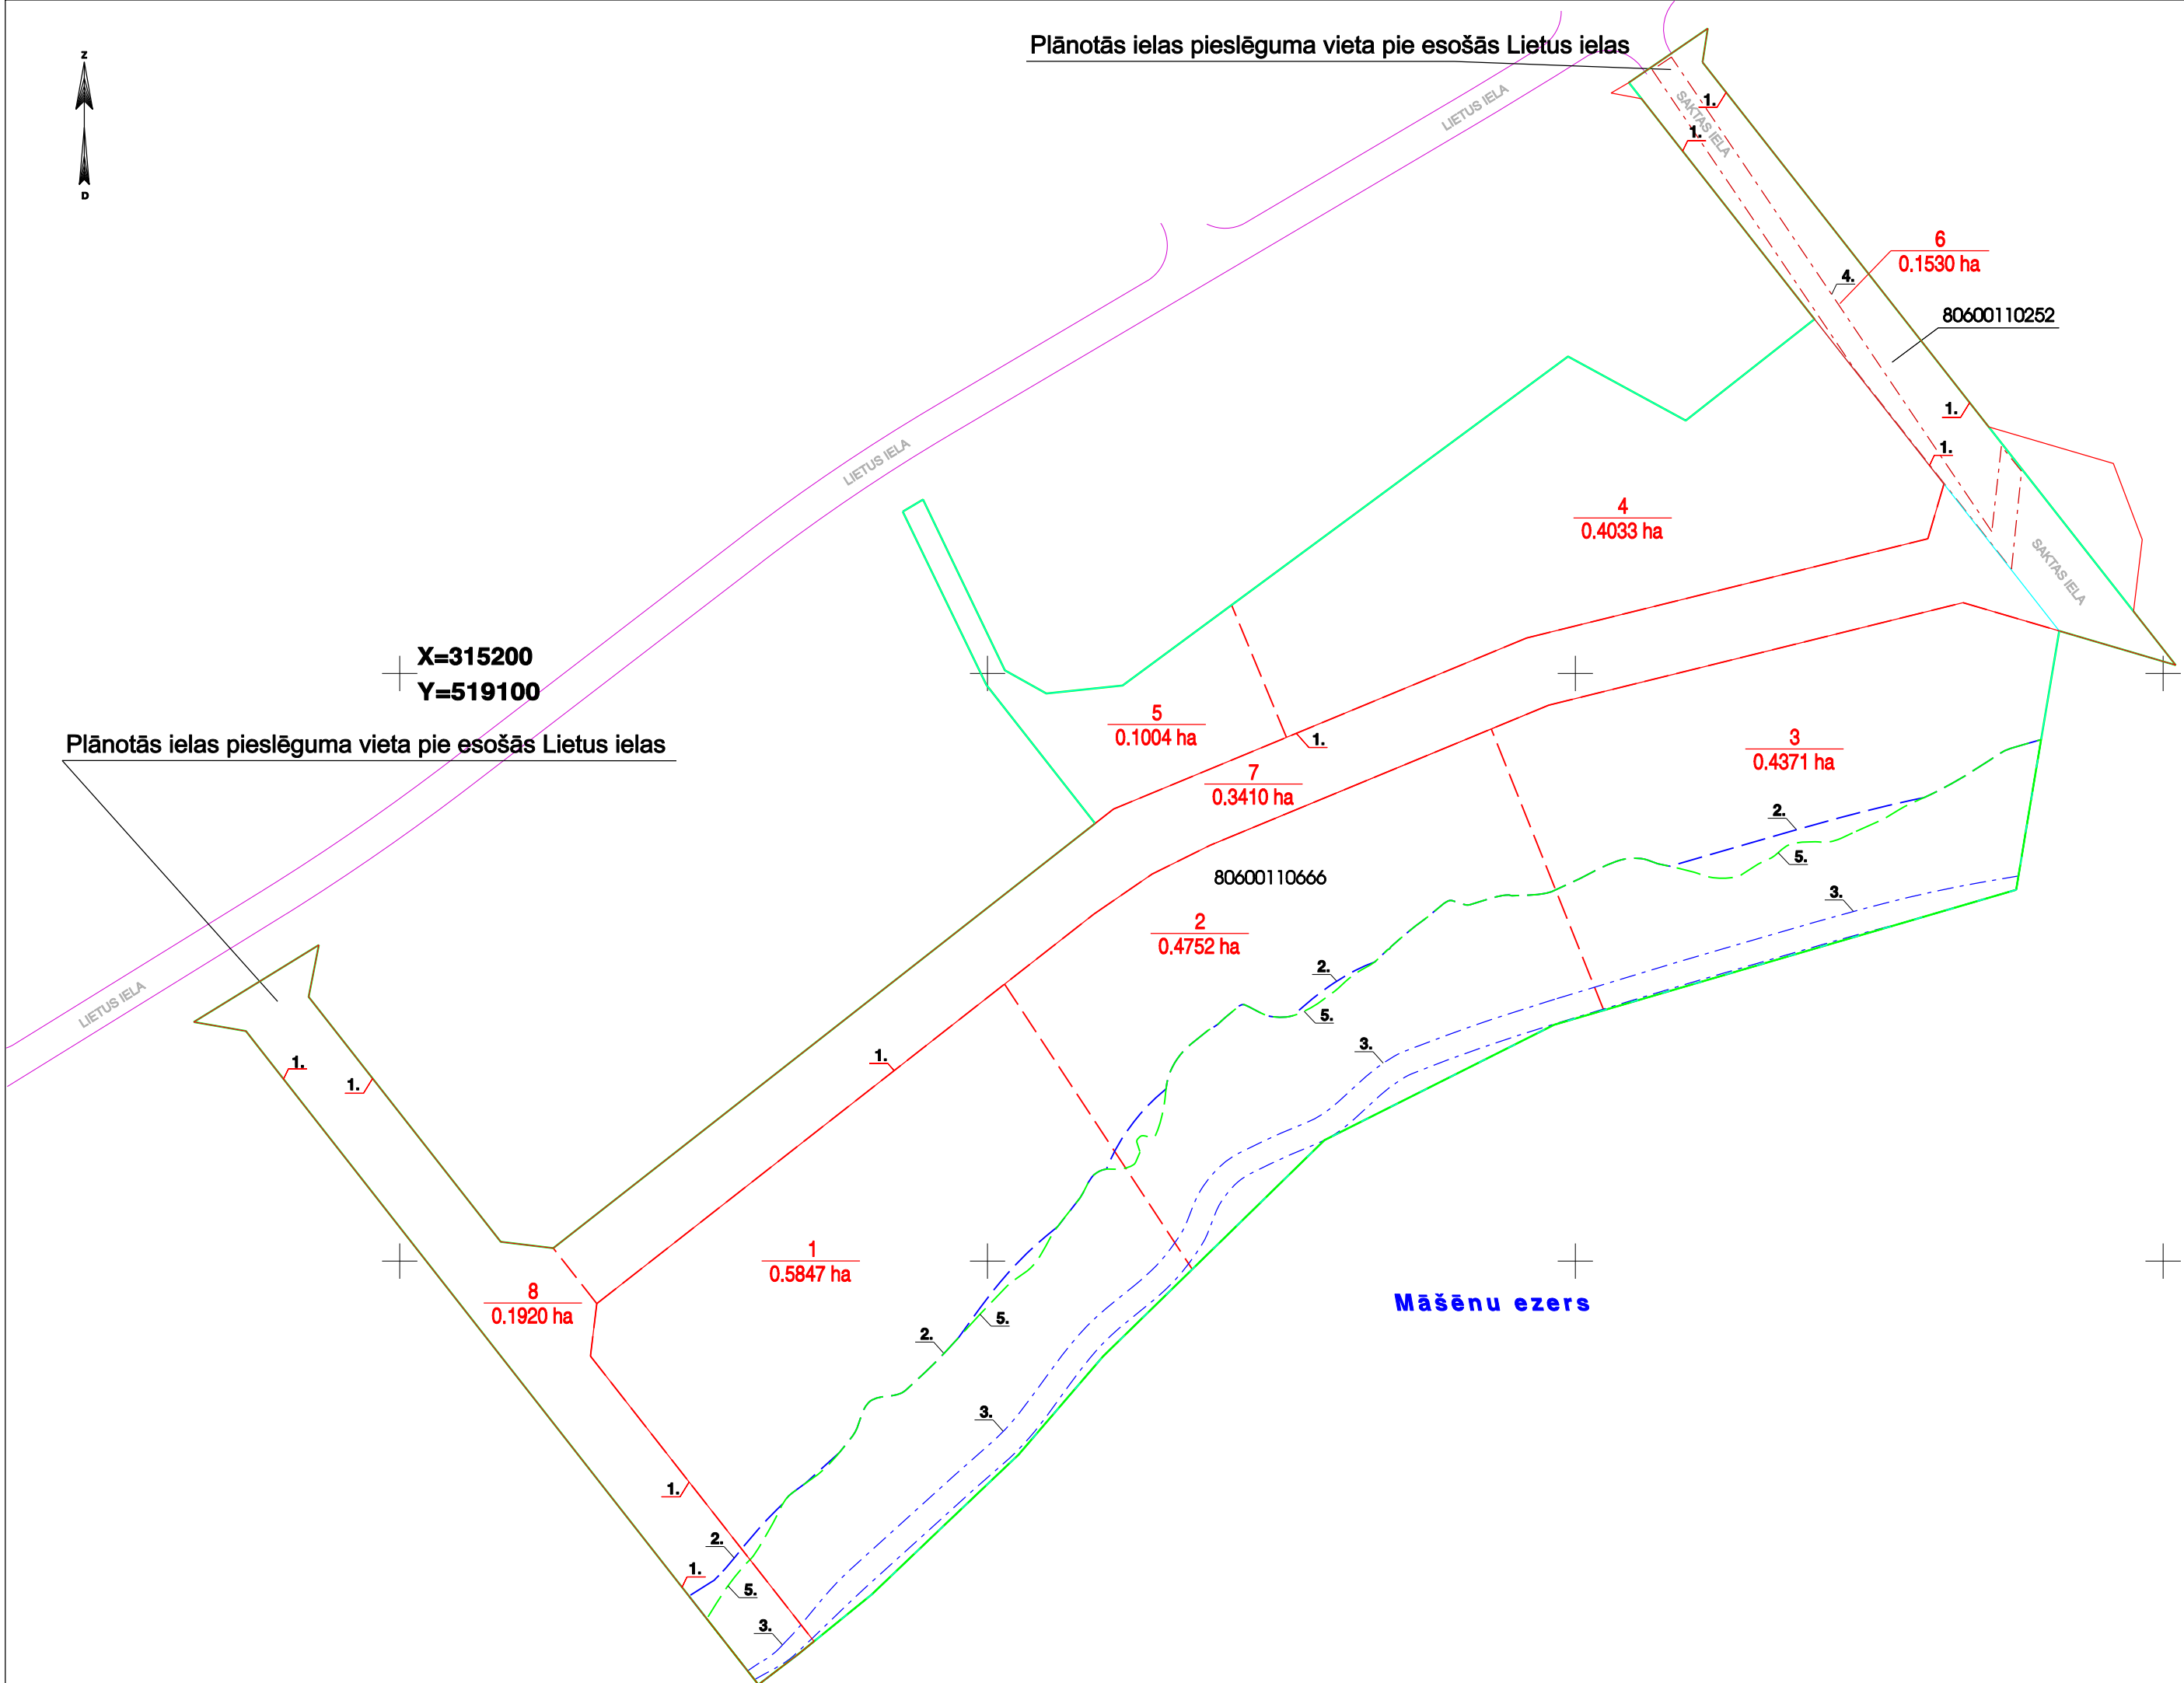 Z
D
Plānotās ielas pieslēguma vieta pie esošās Lietus ielas
LIETUS IELA
SAKTAS IELA
1.
1.
6
0.1530 ha
4.
80600110252
1.
1.
LIETUS IELA
4
0.4033 ha
SAKTAS IELA
X=315200
Y=519100
Plānotās ielas pieslēguma vieta pie esošās Lietus ielas
5
0.1004 ha
1.
3
0.4371 ha
7
0.3410 ha
2.
5.
80600110666
3.
2
0.4752 ha
2.
5.
LIETUS IELA
3.
1.
1.
1.
1
0.5847 ha
8
0.1920 ha
Māšēnu ezers
5.
2.
3.
1.
2.
1.
5.
3.